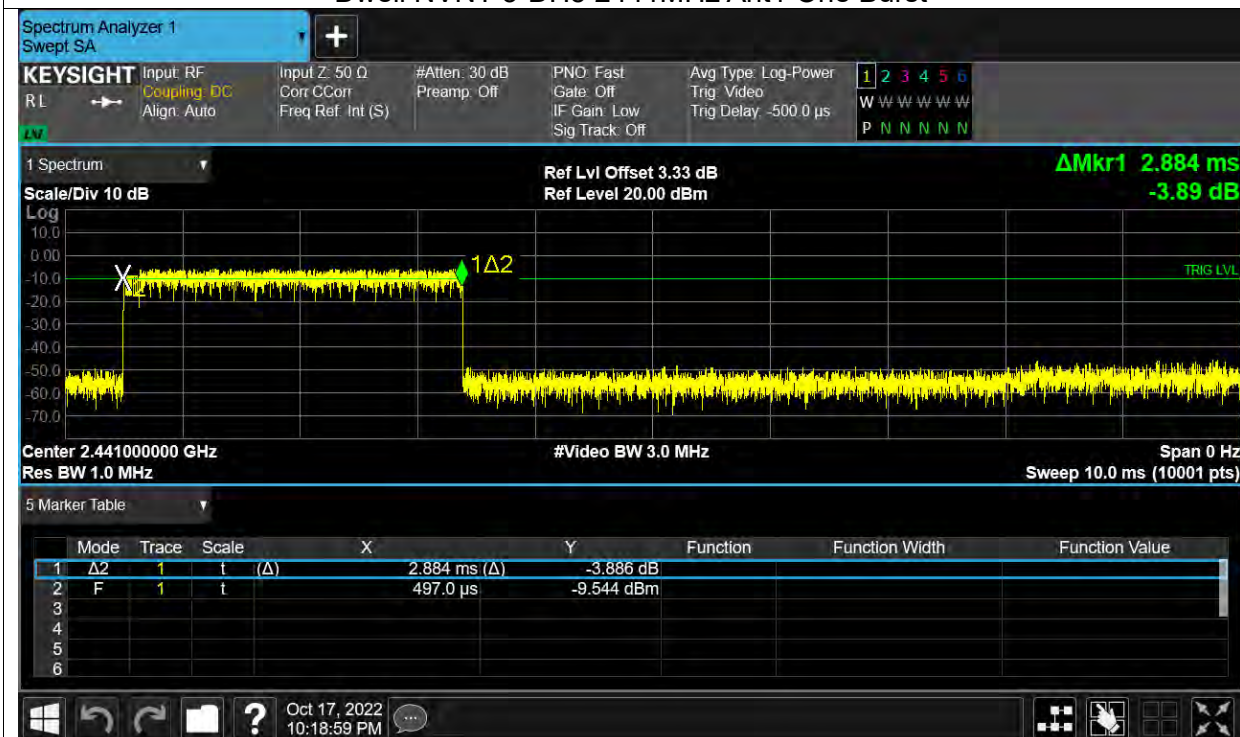 Spectrum Analyzer 1
Swept SA
+
KEYSIGHT Input: RF Input Z: 50 Ω #Atten: 30 dB PNO: Fast Avg Type: Log-Power 1 2 3 4 5 6
RL Coupling: DC Corr CCorr Preamp: Off Gate: Off Trig: Video W W W W W W
Align: Auto Freq Ref: Int (S) IF Gain: Low Trig Delay: -500.0 µs
Sig Track: Off P N N N N N
1 Spectrum
Ref Lvl Offset 3.33 dB ΔMkr1 2.884 ms
Scale/Div 10 dB Ref Level 20.00 dBm -3.89 dB
Log
10.0
0.00
1Δ2
-10.0 TRIG LVL
-20.0
-30.0
-40.0
-50.0
-60.0
-70.0
Center 2.441000000 GHz #Video BW 3.0 MHz Span 0 Hz
Res BW 1.0 MHz Sweep 10.0 ms (10001 pts)
5 Marker Table
Mode Trace Scale X Y Function Function Width Function Value
1 Δ2 1 t (Δ) 2.884 ms (Δ) -3.886 dB
2 F 1 t 497.0 µs -9.544 dBm
3
4
5
6
? Oct 17, 2022
10:18:59 PM